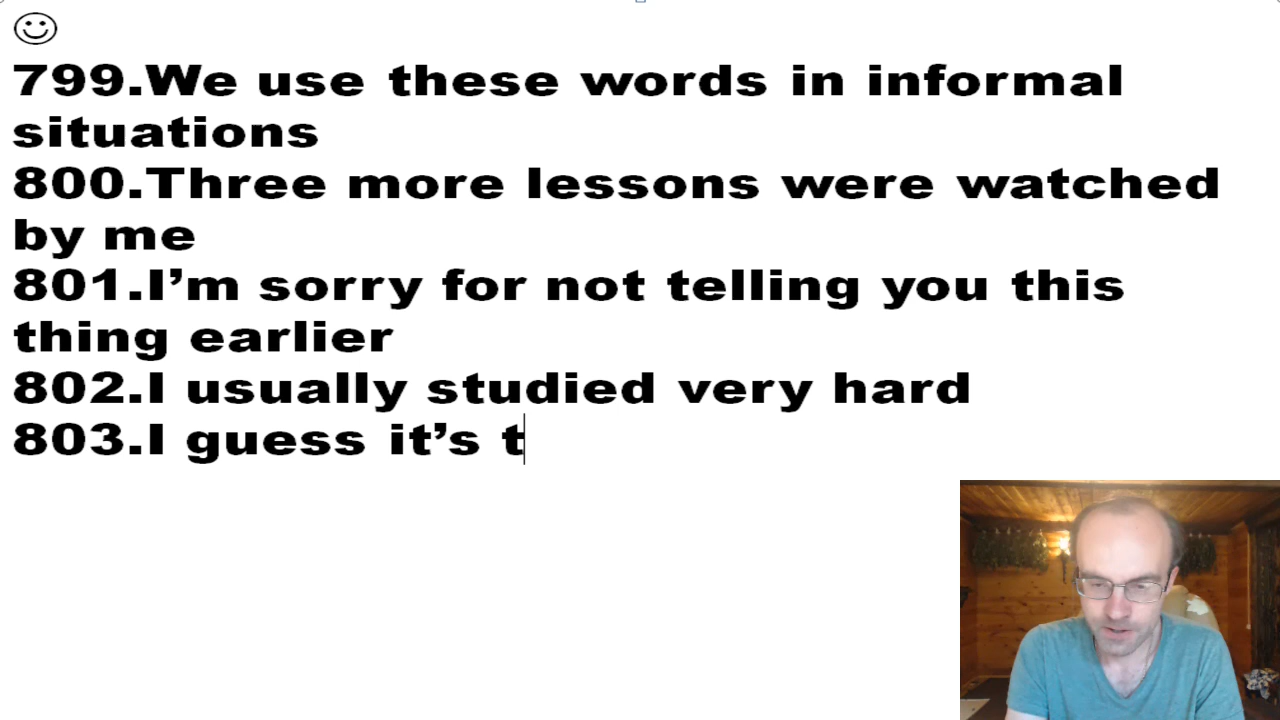 799.We use these words in informal
situations
800.Three more lessons were watched
by me
801.I’m sorry for not telling you this
thing earlier
802.I usually studied very hard
803.I guess it’s t